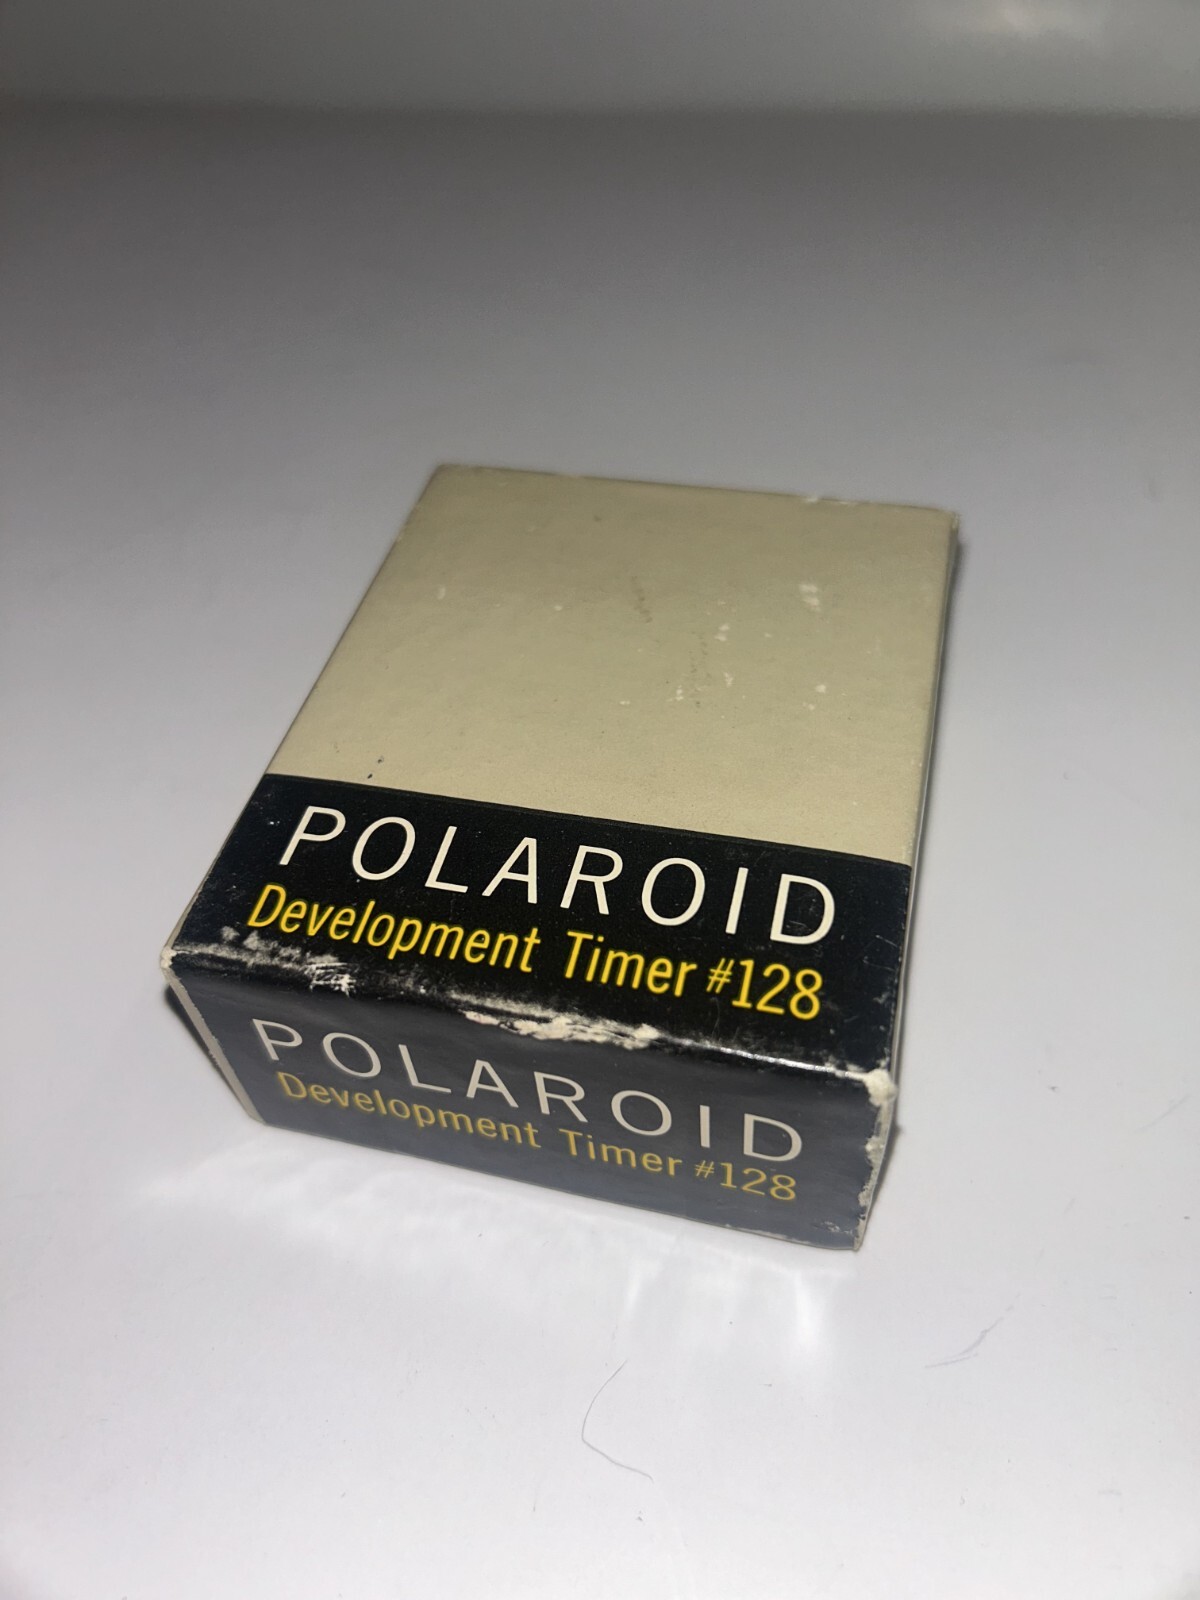 POLAROID
Development Timer #128
POLAROID
Development Timer #128